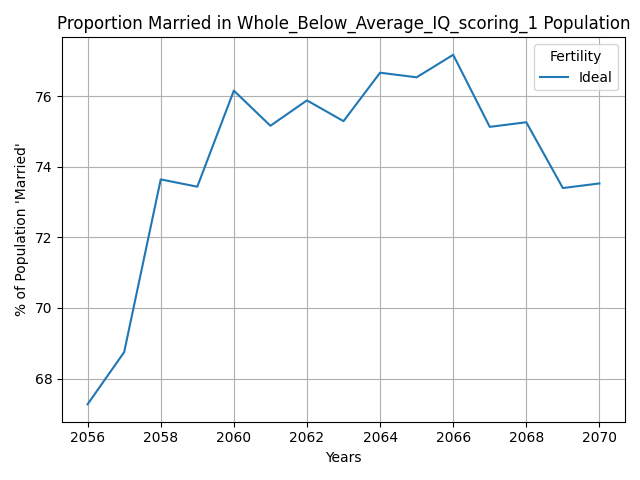 Proportion Married in Whole_Below_Average_IQ_scoring_1 Population
Fertility
Ideal
% of Population 'Married'
76
74
72
70
68
2056 2058 2060 2062 2064 2066 2068 2070
Years